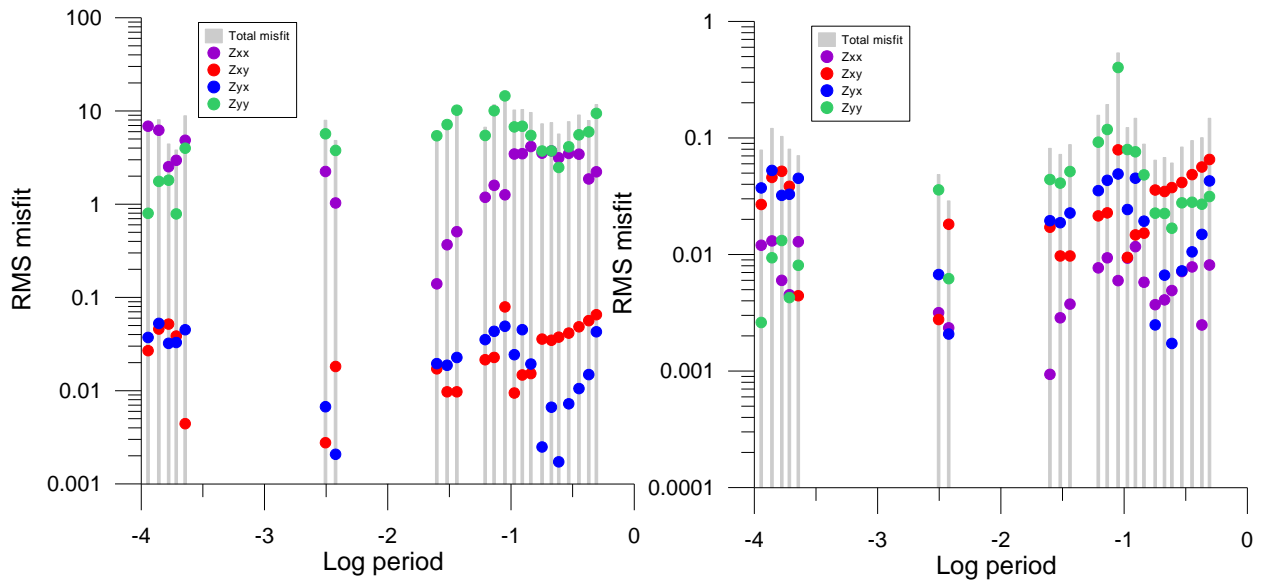 100
10
1
0.1
0.01
0.001
RMS misfit
Total misfit
Zxx
Zxy
Zyx
Zyy
-4
-3
-2
-1
0
Log period
1
0.1
0.01
0.001
0.0001
RMS misfit
Total misfit
Zxx
Zxy
Zyx
Zyy
-4
-3
-2
-1
0
Log period